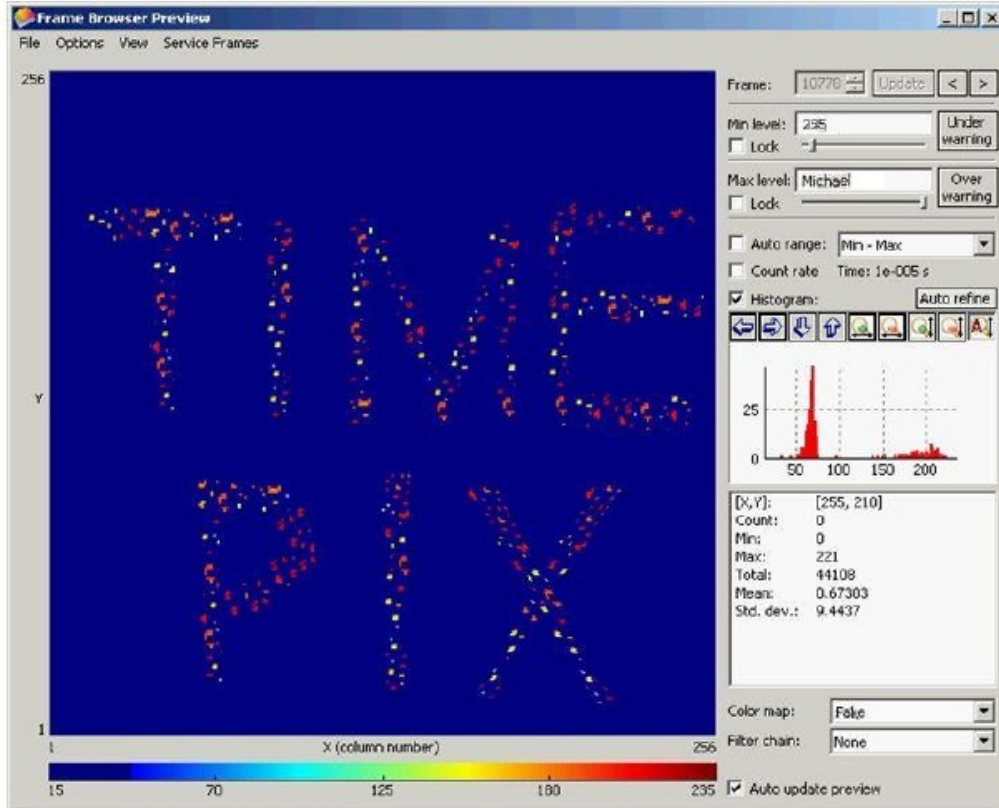 Frame Browser Preview
File Options View Service Frames
256
Y
1
1 X (column number) 256
15 70 125 180 235
TIME
PIX
Frame: 10778 Update < >
Min level: 255 Under warning
Lock
Max level: Michael Over warning
Lock
Auto range: Min - Max
Count rate Time: 1e-005 s
Histogram: Auto refine
25
0
50 100 150 200
[X,Y]: [255, 210]
Count: 0
Min: 0
Max: 221
Total: 44108
Mean: 0.67303
Std. dev.: 9.4437
Color map: Fake
Filter chain: None
Auto update preview